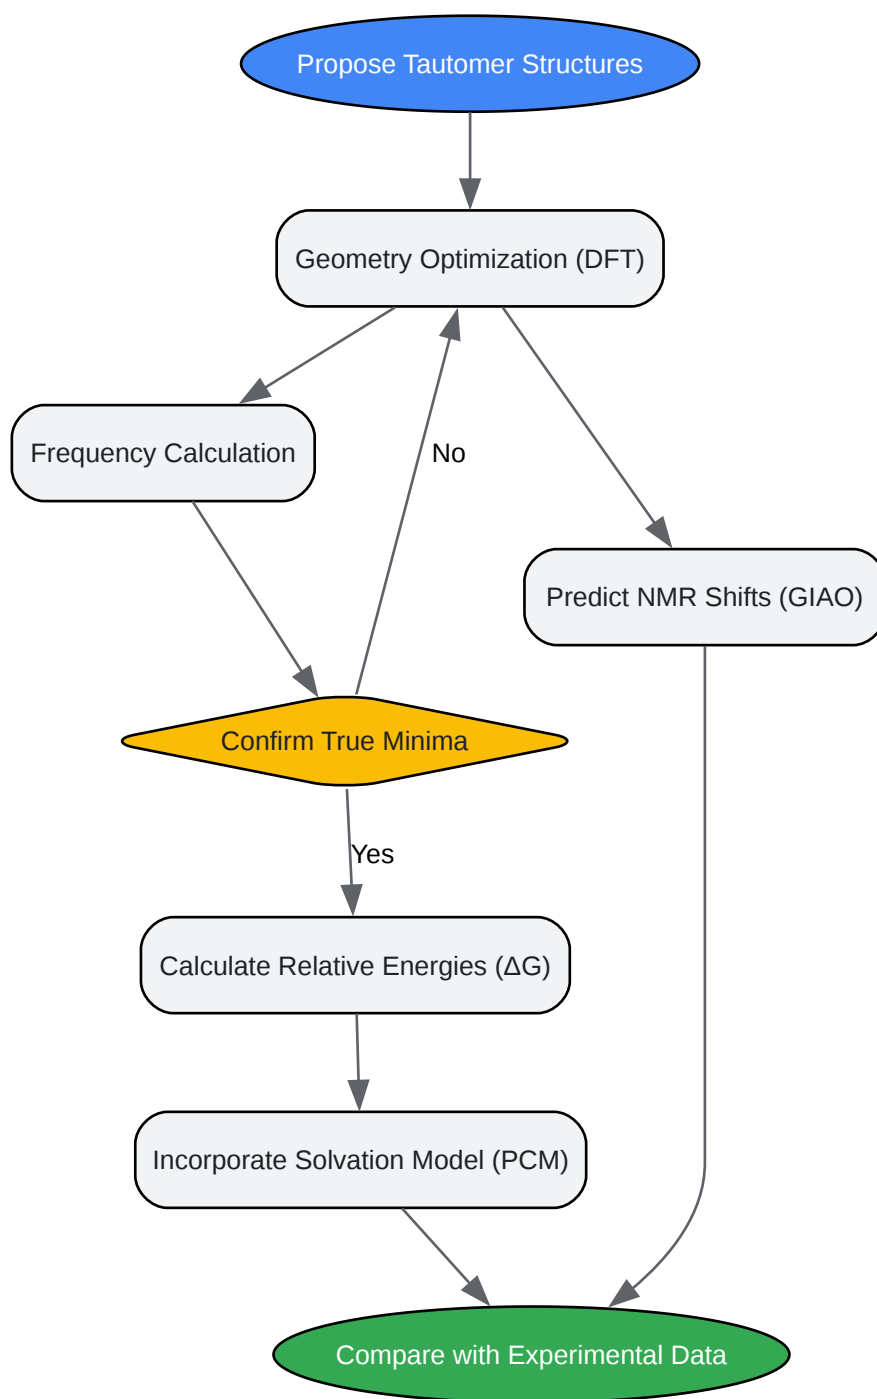 Propose Tautomer Structures
Geometry Optimization (DFT)
Frequency Calculation
No
Predict NMR Shifts (GIAO)
Confirm True Minima
Yes
Calculate Relative Energies (ΔG)
Incorporate Solvation Model (PCM)
Compare with Experimental Data